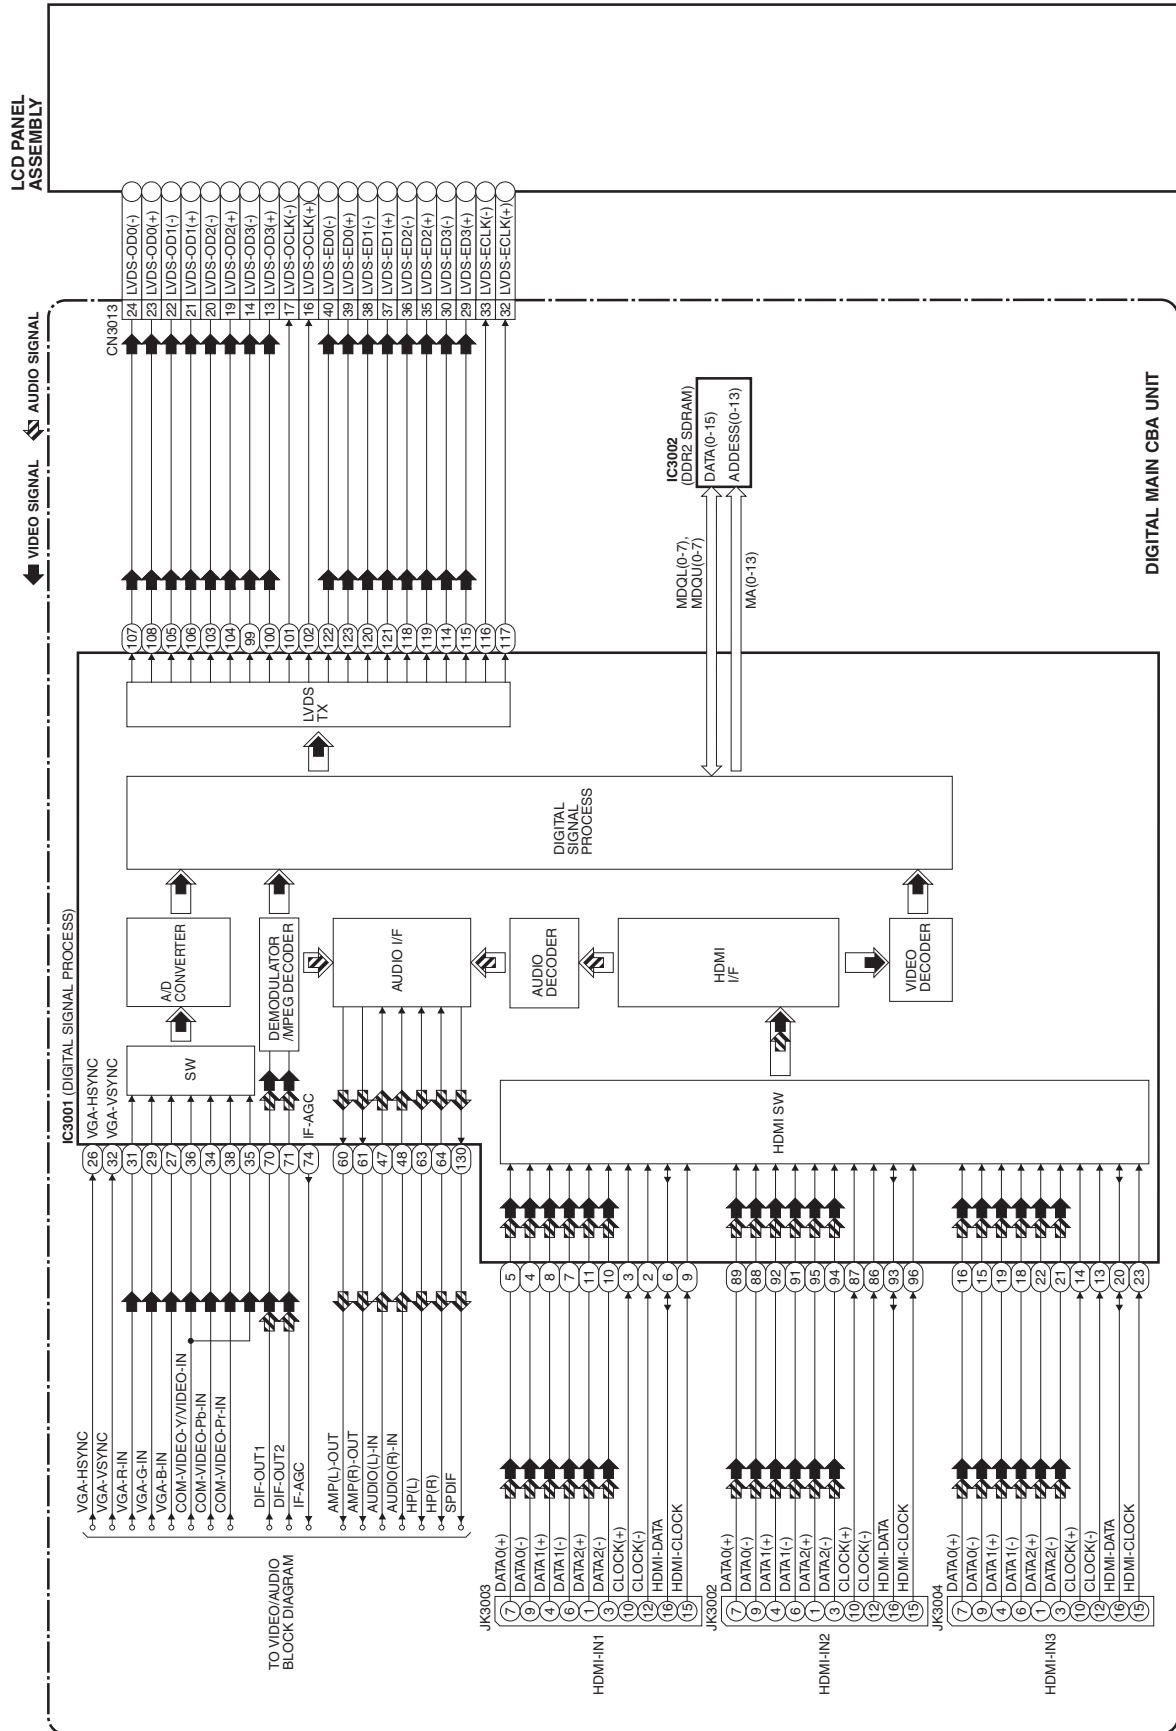 LCD PANEL
ASSEMBLY
VIDEO SIGNAL
AUDIO SIGNAL
CN3013
24 LVDS-OD0(-)
23 LVDS-OD0(+)
22 LVDS-OD1(-)
21 LVDS-OD1(+)
20 LVDS-OD2(-)
19 LVDS-OD2(+)
14 LVDS-OD3(-)
13 LVDS-OD3(+)
17 LVDS-OCLK(-)
16 LVDS-OCLK(+)
40 LVDS-ED0(-)
39 LVDS-ED0(+)
38 LVDS-ED1(-)
37 LVDS-ED1(+)
36 LVDS-ED2(-)
35 LVDS-ED2(+)
30 LVDS-ED3(-)
29 LVDS-ED3(+)
33 LVDS-ECLK(-)
32 LVDS-ECLK(+)
107
108
105
106
103
104
99
100
101
102
122
123
120
121
118
119
114
115
116
117
LVDS
TX
IC3002
(DDR2 SDRAM)
DATA(0-15)
ADDESS(0-13)
MDQL(0-7),
MDQU(0-7)
MA(0-13)
DIGITAL MAIN CBA UNIT
DIGITAL
SIGNAL
PROCESS
IC3001 (DIGITAL SIGNAL PROCESS)
A/D
CONVERTER
DEMODULATOR
/MPEG DECODER
AUDIO I/F
AUDIO
DECODER
HDMI
I/F
VIDEO
DECODER
SW
HDMI SW
VGA-HSYNC
VGA-VSYNC
IF-AGC
26
32
31
29
27
36
34
38
35
70
71
74
60
61
47
48
63
64
130
VGA-HSYNC
VGA-VSYNC
VGA-R-IN
VGA-G-IN
VGA-B-IN
COM-VIDEO-Y/VIDEO-IN
COM-VIDEO-Pb-IN
COM-VIDEO-Pr-IN
DIF-OUT1
DIF-OUT2
IF-AGC
AMP(L)-OUT
AMP(R)-OUT
AUDIO(L)-IN
AUDIO(R)-IN
HP(L)
HP(R)
SPDIF
TO VIDEO/AUDIO
BLOCK DIAGRAM
5
4
8
7
11
10
3
2
6
9
89
88
92
91
95
94
87
86
93
96
16
15
19
18
22
21
14
13
20
23
JK3003
7 DATA0(+)
9 DATA0(-)
4 DATA1(+)
6 DATA1(-)
1 DATA2(+)
3 DATA2(-)
10 CLOCK(+)
12 CLOCK(-)
16 HDMI-DATA
15 HDMI-CLOCK
HDMI-IN1
JK3002
7 DATA0(+)
9 DATA0(-)
4 DATA1(+)
6 DATA1(-)
1 DATA2(+)
3 DATA2(-)
10 CLOCK(+)
12 CLOCK(-)
16 HDMI-DATA
15 HDMI-CLOCK
HDMI-IN2
JK3004
7 DATA0(+)
9 DATA0(-)
4 DATA1(+)
6 DATA1(-)
1 DATA2(+)
3 DATA2(-)
10 CLOCK(+)
12 CLOCK(-)
16 HDMI-DATA
15 HDMI-CLOCK
HDMI-IN3